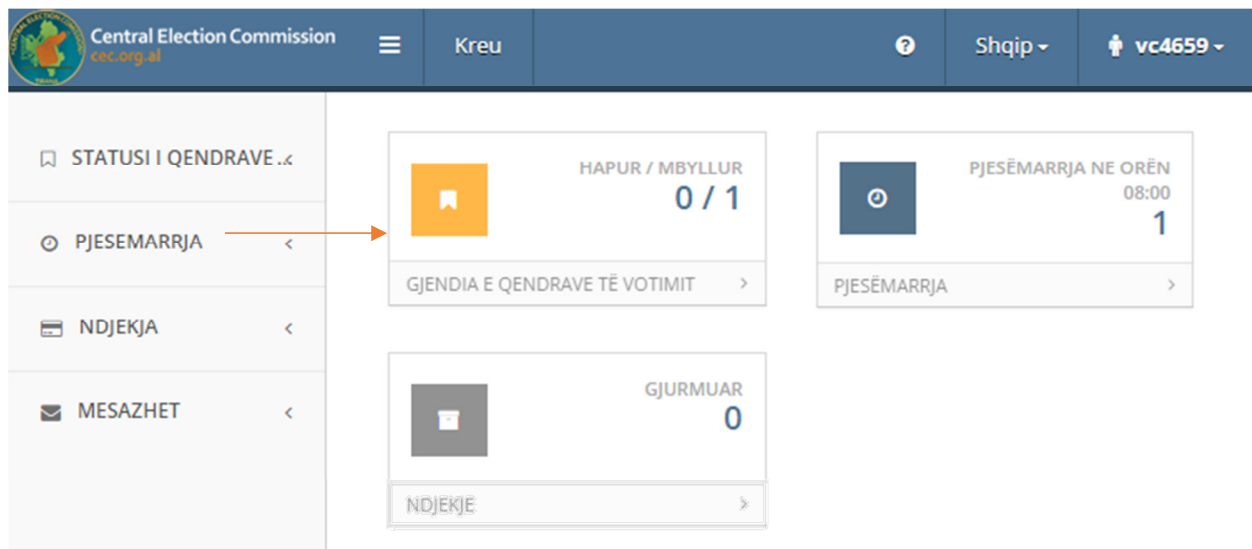 Central Election Commission
cec.org.al
Kreu
Shqip
vc4659
STATUSI I QENDRAVE ..
PJESEMARRJA
NDJEKJA
MESAZHET
HAPUR / MBYLLUR
0 / 1
GJENDIA E QENDRAVE TË VOTIMIT
PJESËMARRJA NE ORËN
08:00
1
PJESËMARRJA
GJURMUAR
0
NDJEKJE